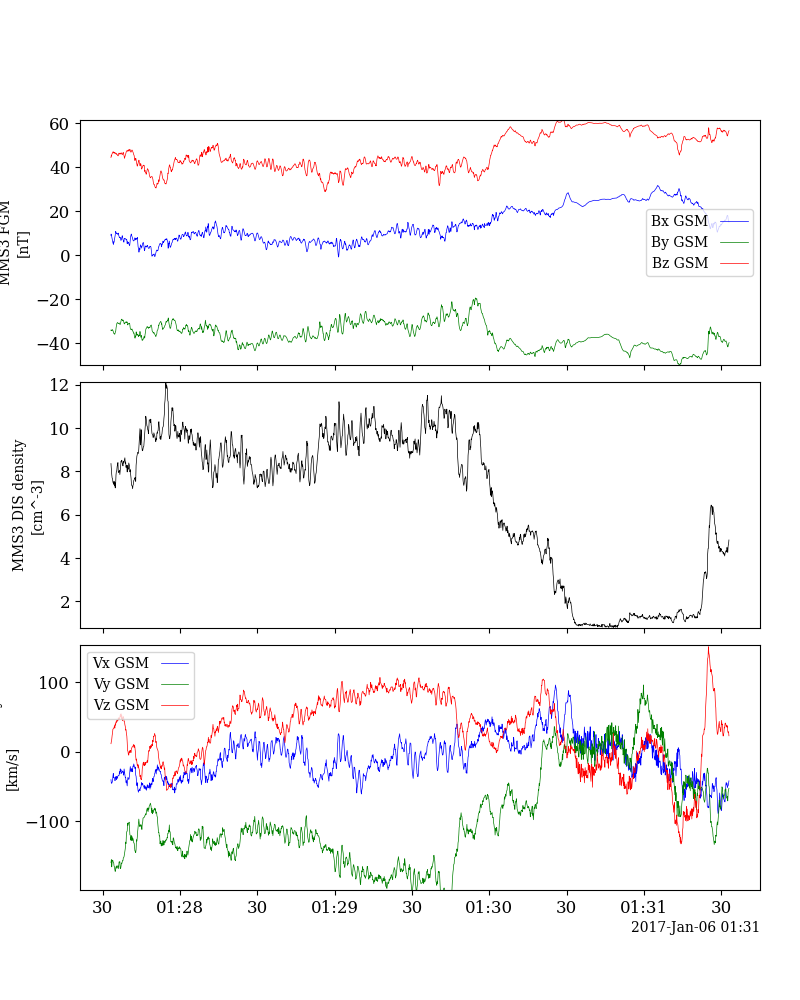 60
40
20
0
−20
−40
MMS3 FGM
[nT]
Bx GSM
By GSM
Bz GSM
12
10
8
6
4
2
MMS3 DIS density
[cm^-3]
100
0
−100
[km/s]
Vx GSM
Vy GSM
Vz GSM
30 01:28 30 01:29 30 01:30 30 01:31 30
2017-Jan-06 01:31